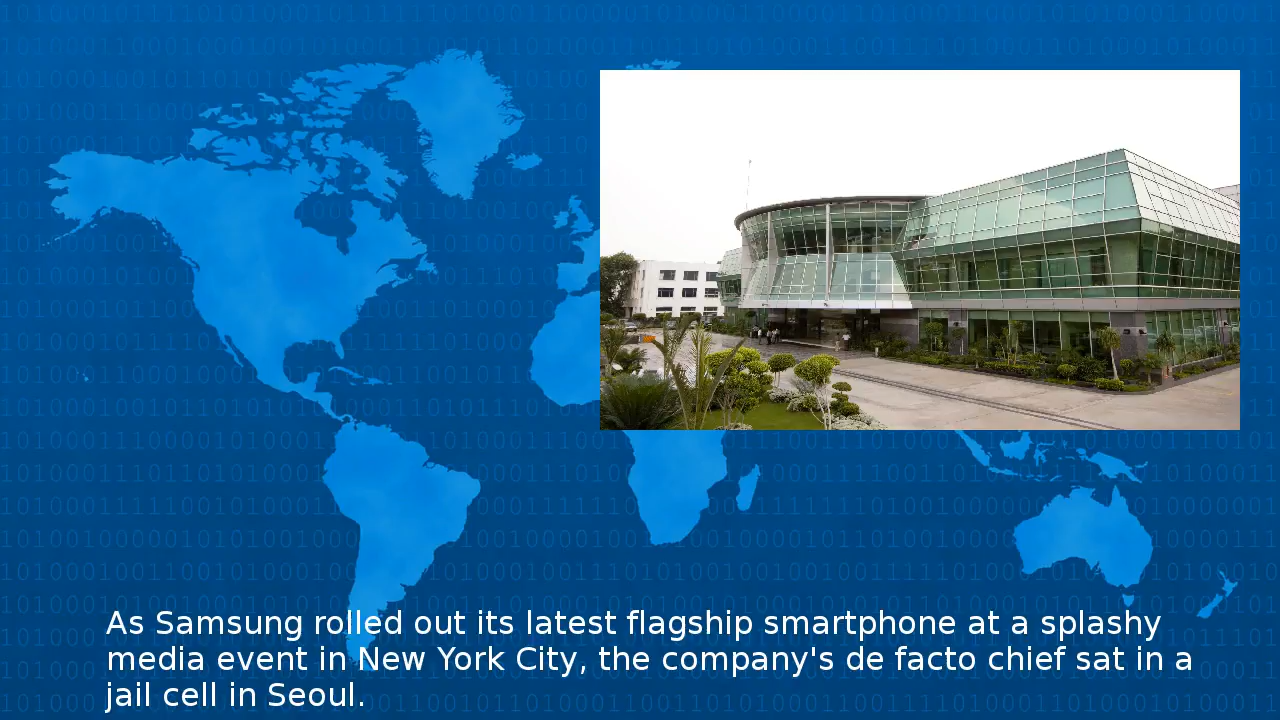 As Samsung rolled out its latest flagship smartphone at a splashy
media event in New York City, the company's de facto chief sat in a
jail cell in Seoul.